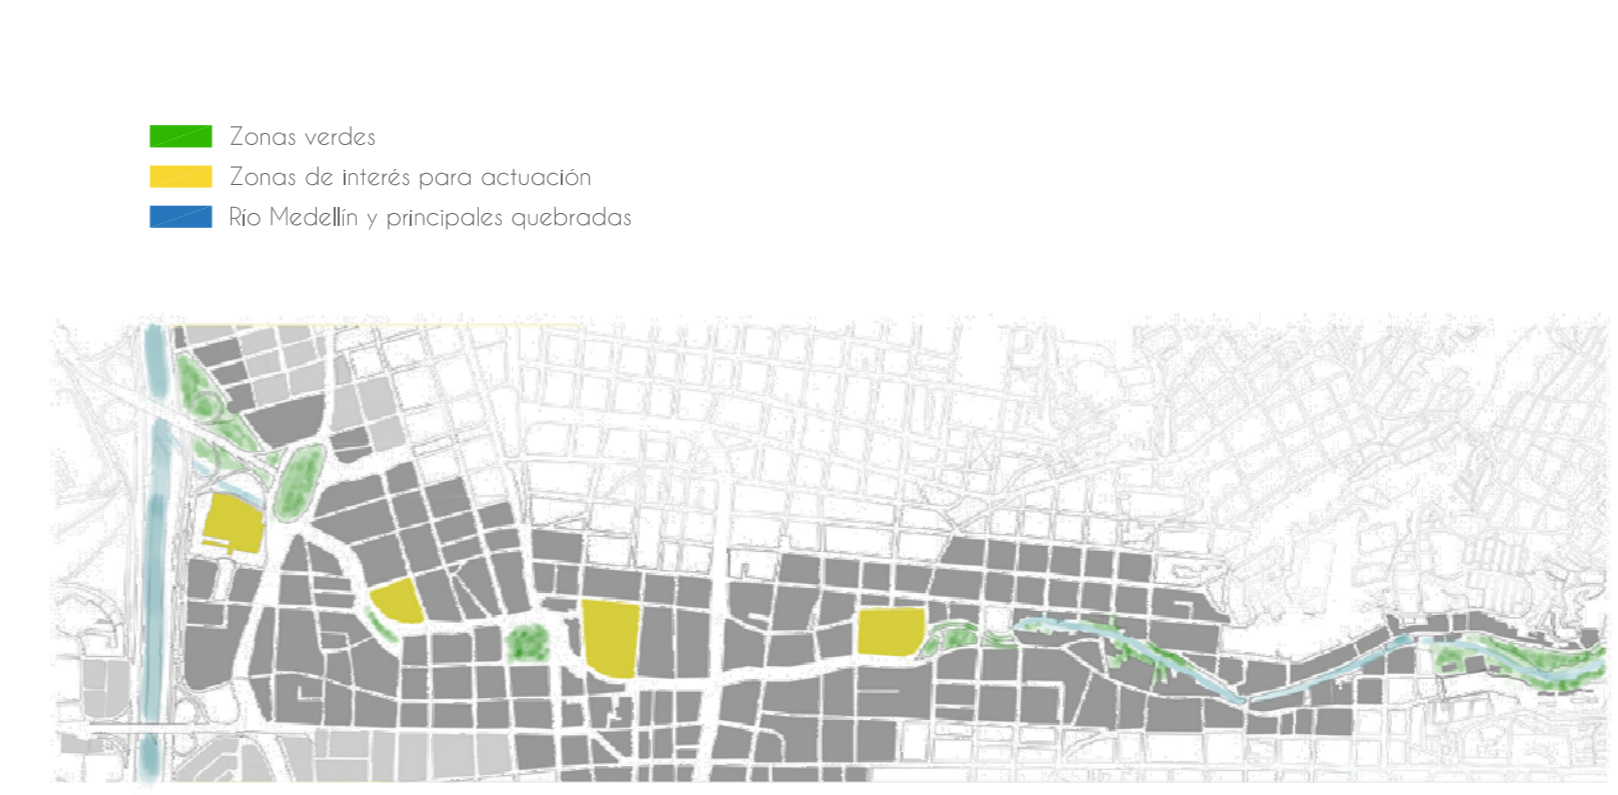 Zonas verdes
Zonas de interés para actuación
Río Medellín y principales quebradas